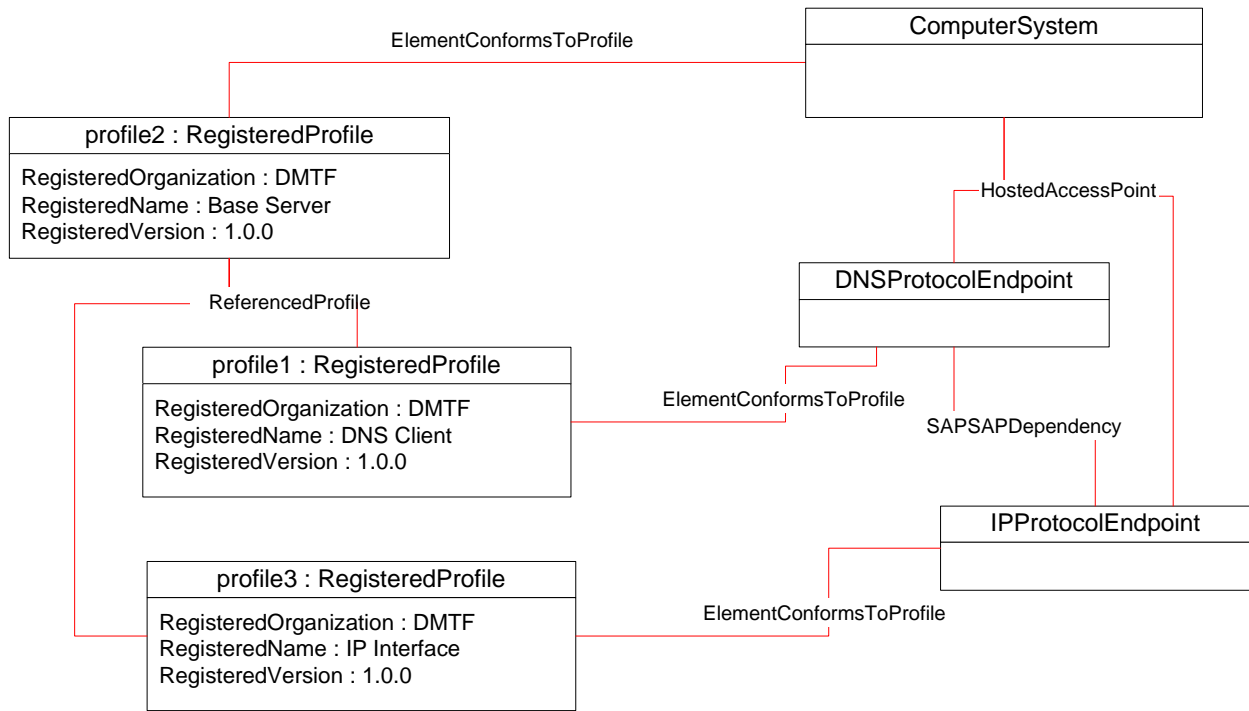 ComputerSystem
ElementConformsToProfile
profile2 : RegisteredProfile
RegisteredOrganization : DMTF
RegisteredName : Base Server
RegisteredVersion : 1.0.0
HostedAccessPoint
DNSProtocolEndpoint
ReferencedProfile
profile1 : RegisteredProfile
RegisteredOrganization : DMTF
RegisteredName : DNS Client
RegisteredVersion : 1.0.0
ElementConformsToProfile
SAPSAPDependency
IPProtocolEndpoint
profile3 : RegisteredProfile
RegisteredOrganization : DMTF
RegisteredName : IP Interface
RegisteredVersion : 1.0.0
ElementConformsToProfile